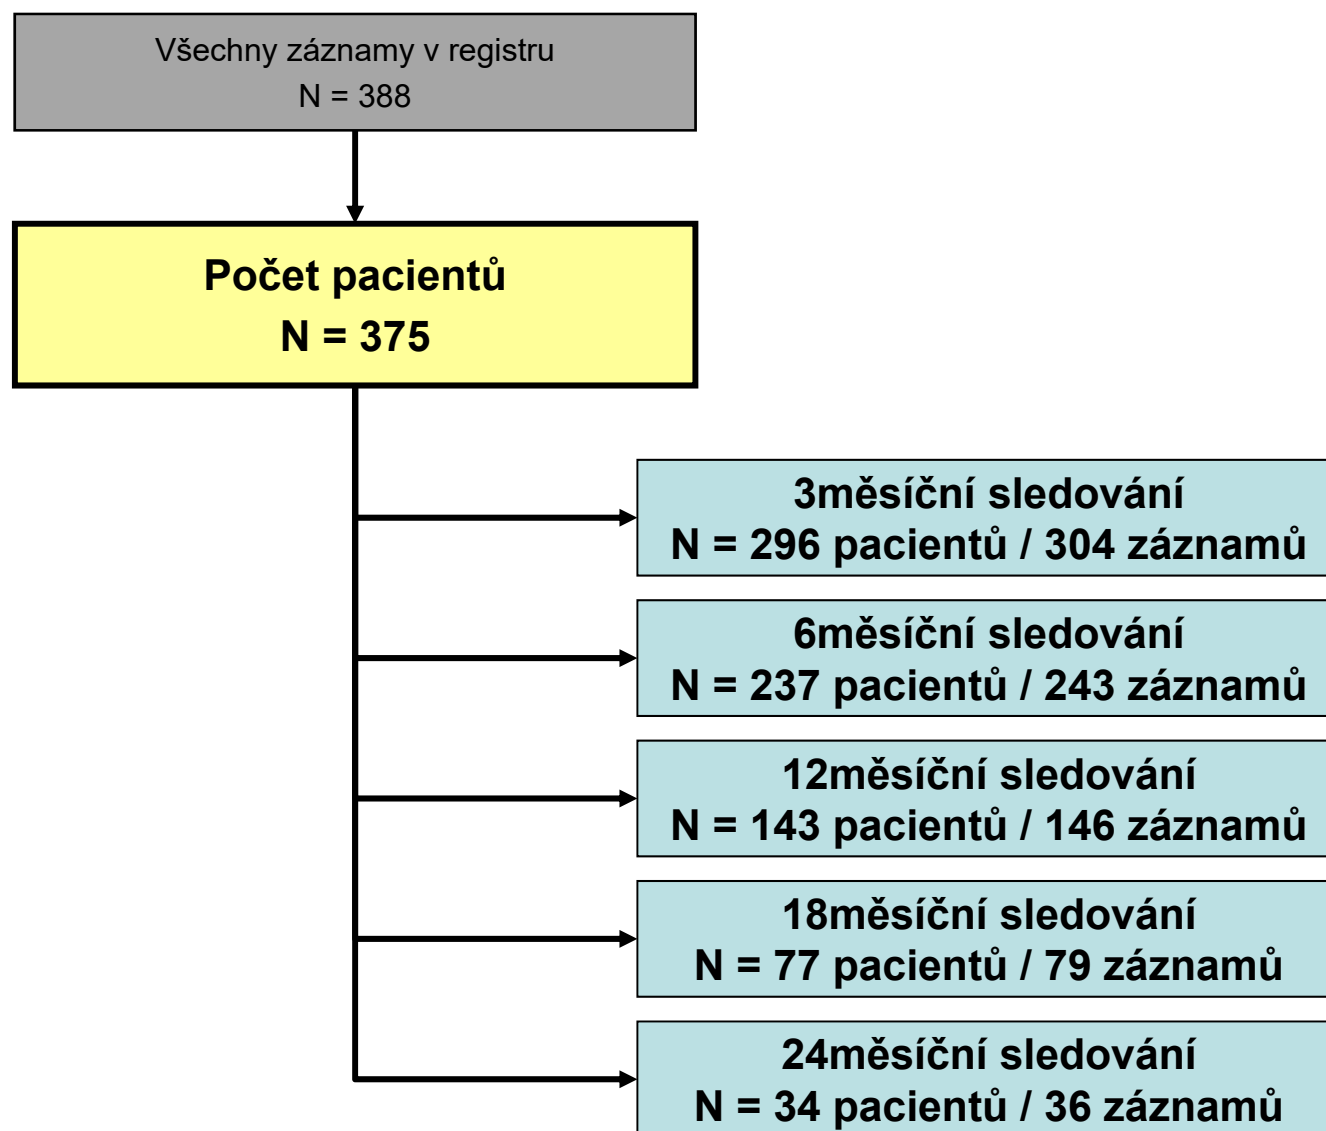 Všechny záznamy v registru
N = 388
Počet pacientů
N = 375
3měsíční sledování
N = 296 pacientů / 304 záznamů
6měsíční sledování
N = 237 pacientů / 243 záznamů
12měsíční sledování
N = 143 pacientů / 146 záznamů
18měsíční sledování
N = 77 pacientů / 79 záznamů
24měsíční sledování
N = 34 pacientů / 36 záznamů